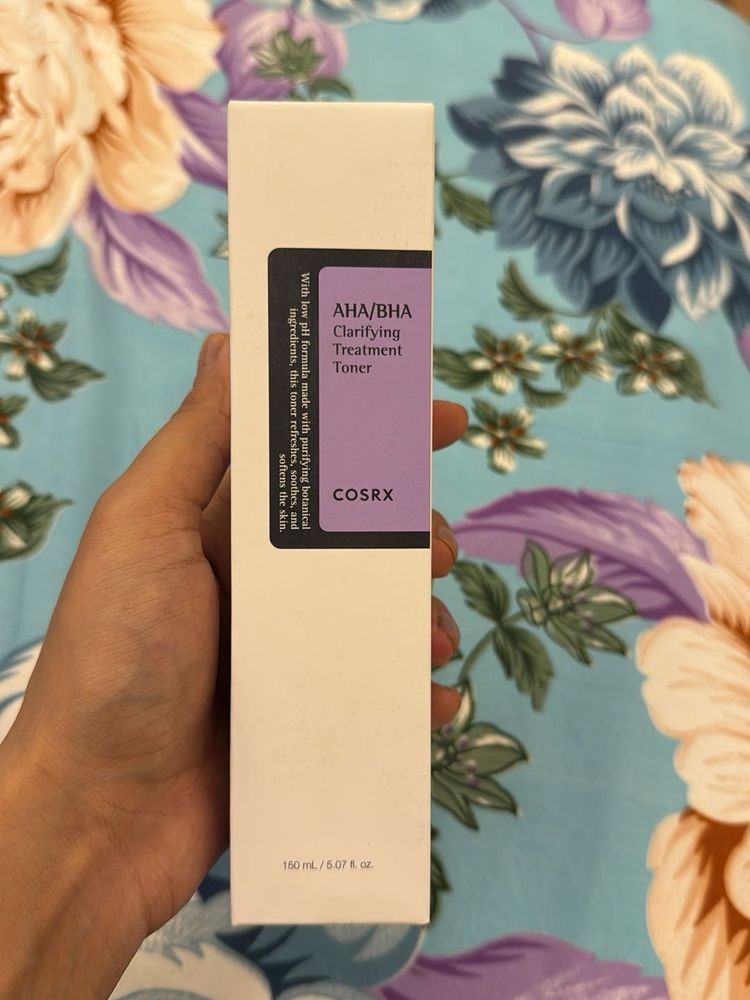 AHA/BHA
Clarifying
Treatment
Toner
COSRX
With low pH formula made with purifying botanical
ingredients, this toner refreshes, soothes, and
softens the skin.
150 mL / 5.07 fl. oz.